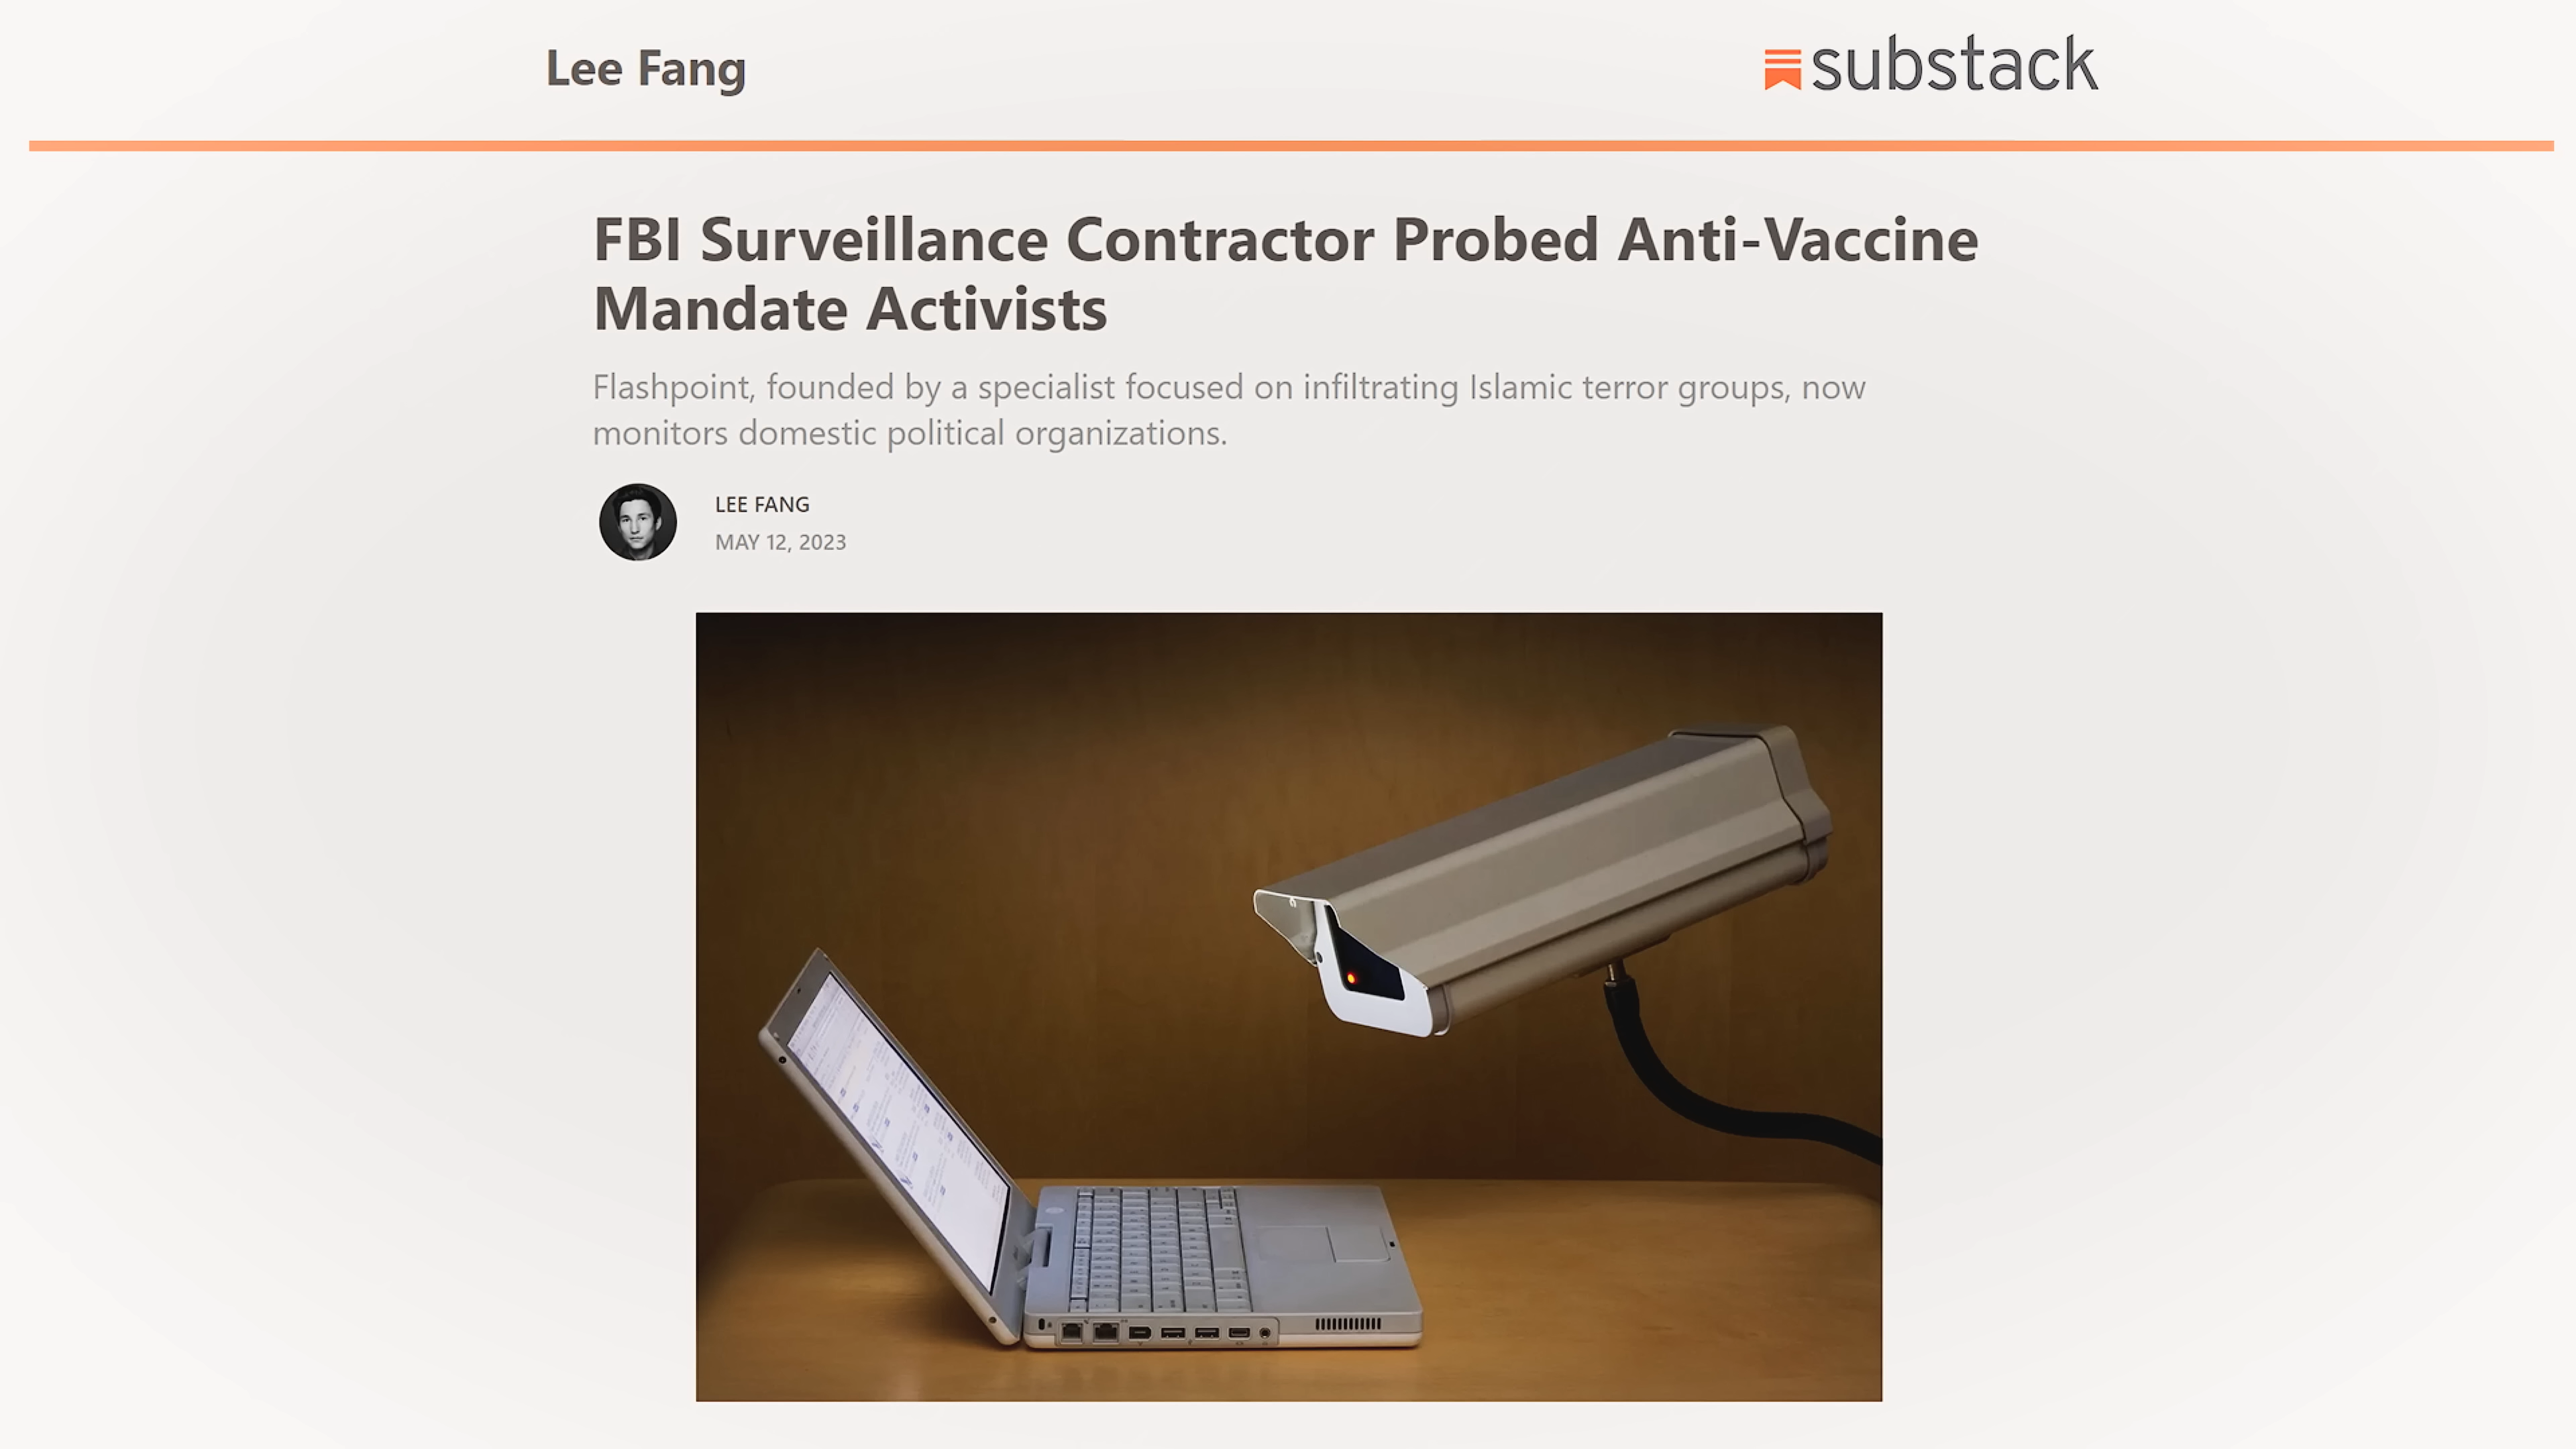 Lee Fang
substack
FBI Surveillance Contractor Probed Anti-Vaccine
Mandate Activists
Flashpoint, founded by a specialist focused on infiltrating Islamic terror groups, now
monitors domestic political organizations.
LEE FANG
MAY 12, 2023